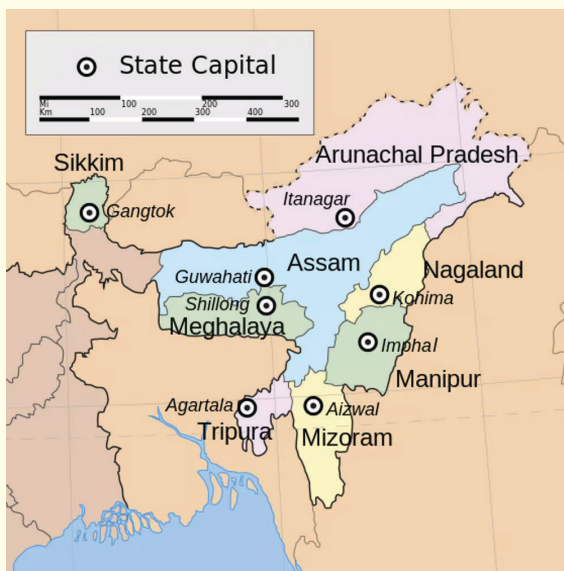 State Capital
Mi 100 200 300
Km 100 200 300 400
Sikkim
Gangtok
Arunachal Pradesh
Itanagar
Guwahati
Assam
Nagaland
Shillong
Kohima
Meghalaya
Imphal
Manipur
Agartala
Aizwal
Tripura
Mizoram